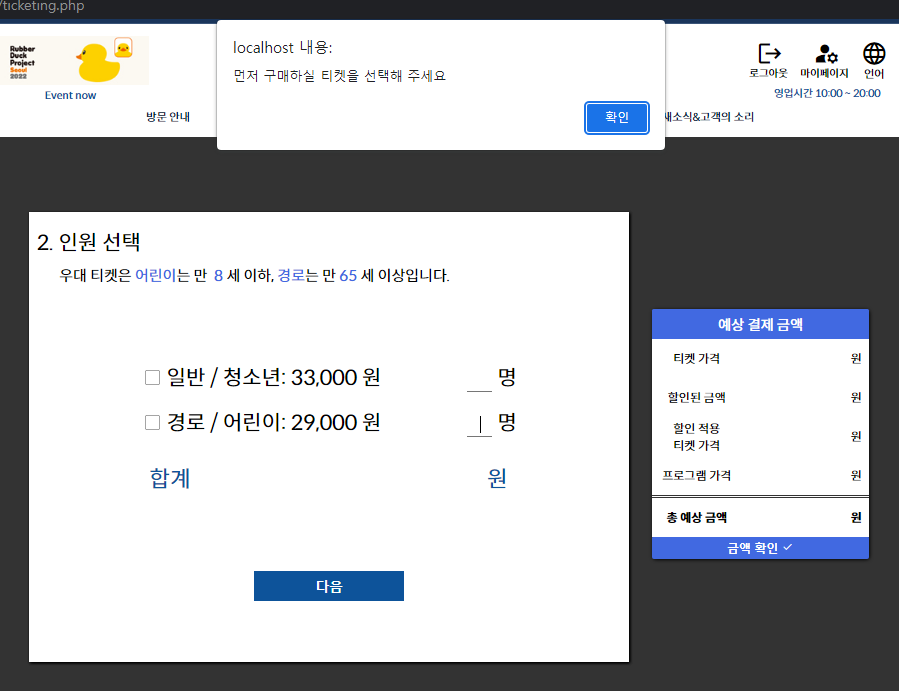 /ticketing.php
localhost 내용:
먼저 구매하실 티켓을 선택해 주세요
확인
Rubber
Duck
Project
Seoul
2022
Event now
로그아웃 마이페이지 언어
영업시간 10:00 ~ 20:00
방문 안내
새소식&고객의 소리
2. 인원 선택
우대 티켓은 어린이는 만 8 세 이하, 경로는 만 65 세 이상입니다.
일반 / 청소년: 33,000 원 명
경로 / 어린이: 29,000 원 명
합계 원
다음
예상 결제 금액
티켓 가격 원
할인된 금액 원
할인 적용
티켓 가격 원
프로그램 가격 원
총 예상 금액 원
금액 확인